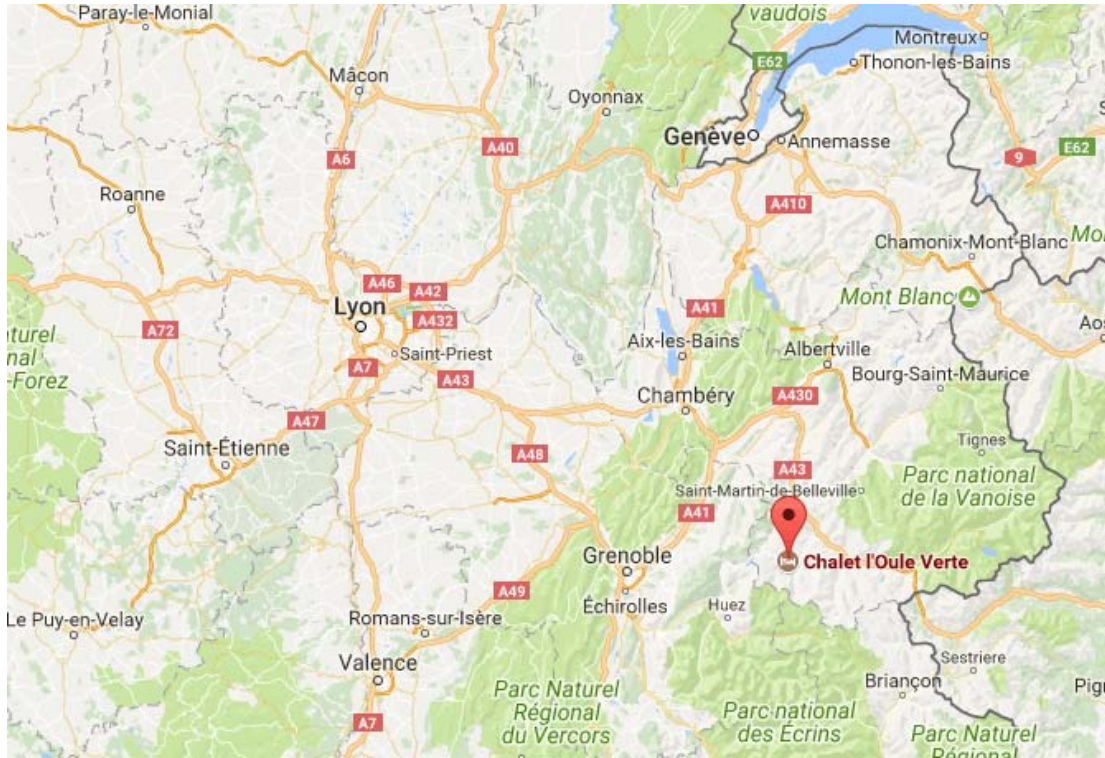 Paray-le-Monial
vaudois
Montreux
E62
Thonon-les-Bains
Mâcon
Oyonnax
Genève
Annemasse
A6
A40
9
E62
Roanne
A410
Chamonix-Mont-Blanc
A46
A42
Mont Blanc
Lyon
A432
A41
A72
Saint-Priest
Aix-les-Bains
Albertville
A7
A43
Bourg-Saint-Maurice
Chambéry
A430
A47
Saint-Étienne
A48
Tignes
A43
Parc national
de la Vanoise
Saint-Martin-de-Belleville
A41
Grenoble
Chalet l'Oule Verte
A49
Échirolles
Huez
Le Puy-en-Velay
Romans-sur-Isère
Valence
Sestriere
Briançon
Parc Naturel
Régional
du Vercors
Parc national
des Écrins
A7
Parc Naturel
Régional